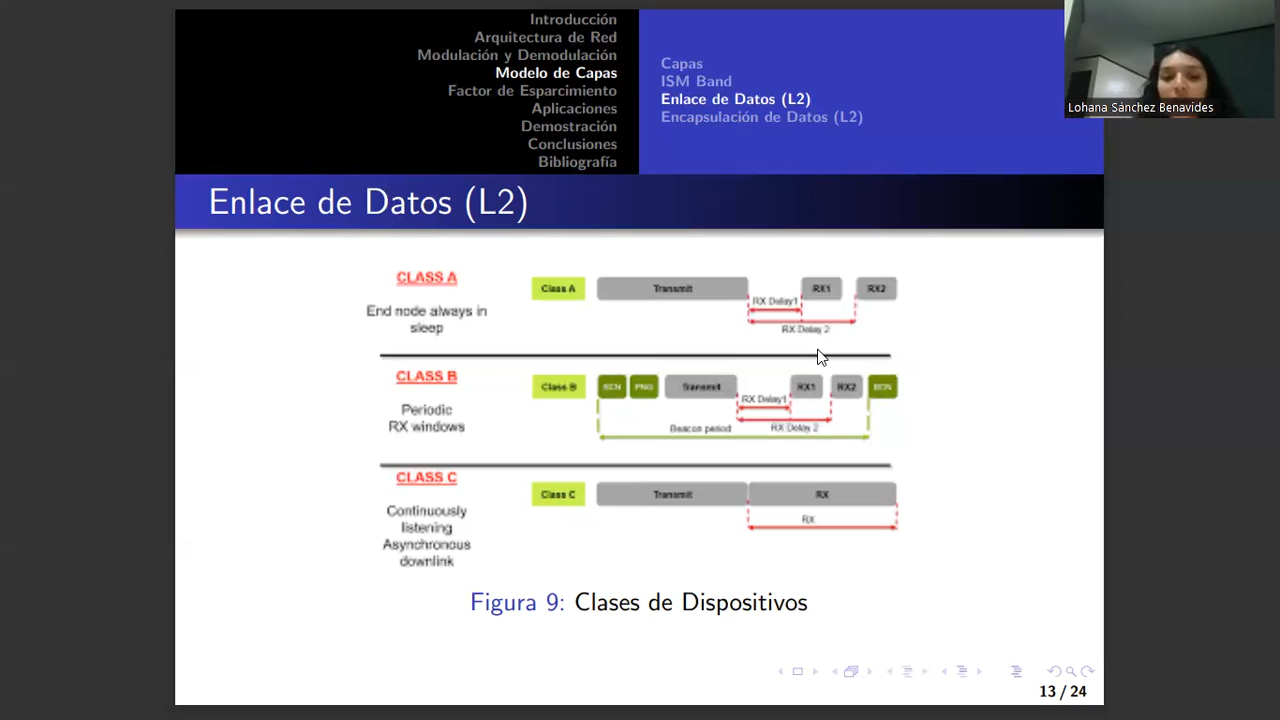 Introducción
Arquitectura de Red
Modulación y Demodulación
Modelo de Capas
Factor de Esparcimiento
Aplicaciones
Demostración
Conclusiones
Bibliografía
Capas
ISM Band
Enlace de Datos (L2)
Encapsulación de Datos (L2)
Lohana Sánchez Benavides
Enlace de Datos (L2)
CLASS A
End node always in
sleep
Class A
Transmit
RX1
RX2
RX Delay1
RX Delay 2
CLASS B
Periodic
RX windows
Class B
BCN
PNG
Transmit
RX1
RX2
BCN
RX Delay1
RX Delay 2
Beacon period
CLASS C
Continuously
listening
Asynchronous
downlink
Class C
Transmit
RX
RX
Figura 9: Clases de Dispositivos
13 / 24